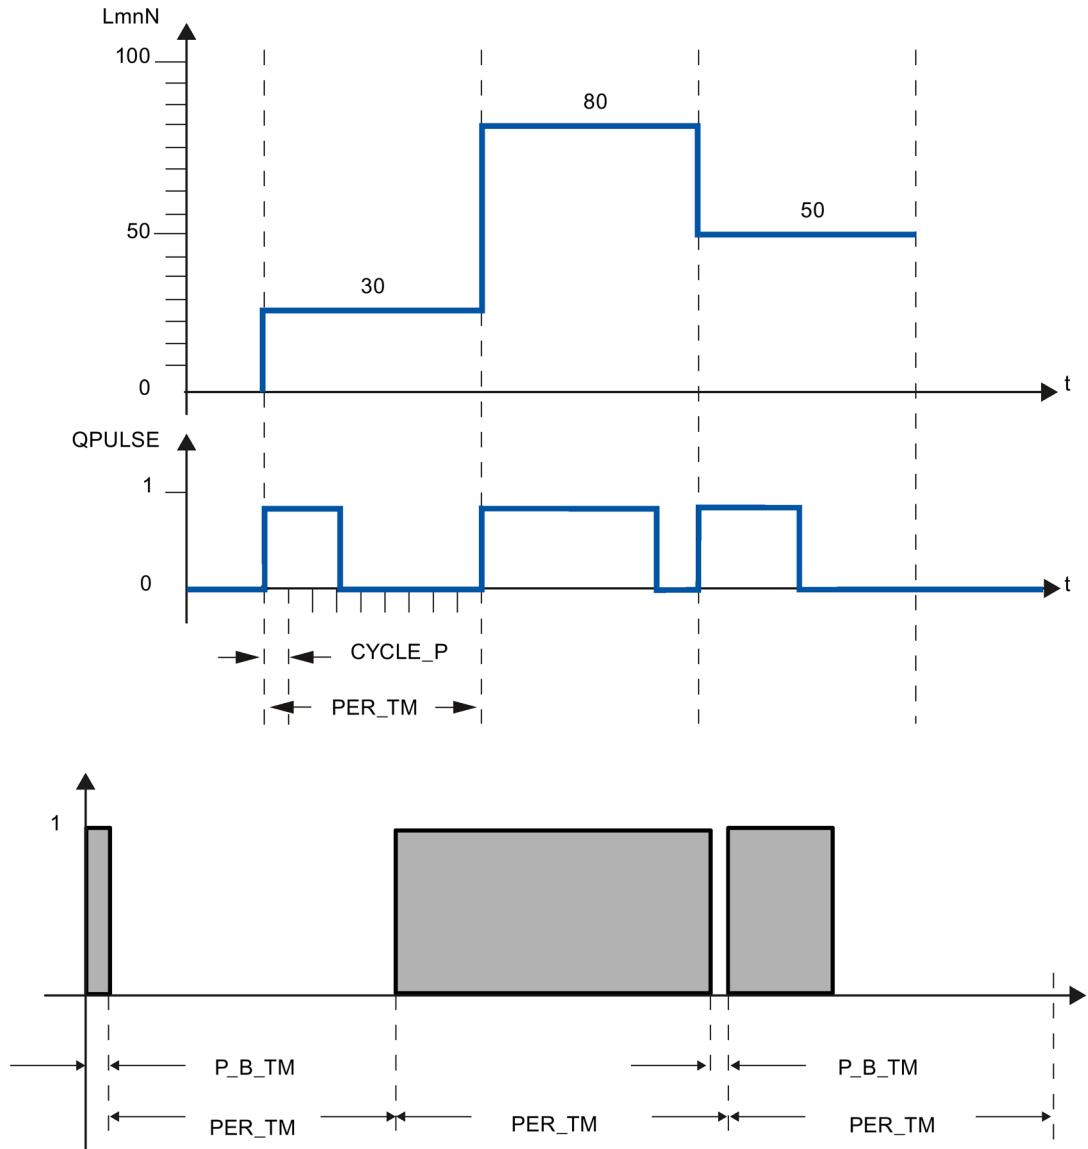 LmnN
100
80
50
50
30
0
t
QPULSE
1
0
t
CYCLE_P
PER_TM
1
P_B_TM
P_B_TM
PER_TM
PER_TM
PER_TM